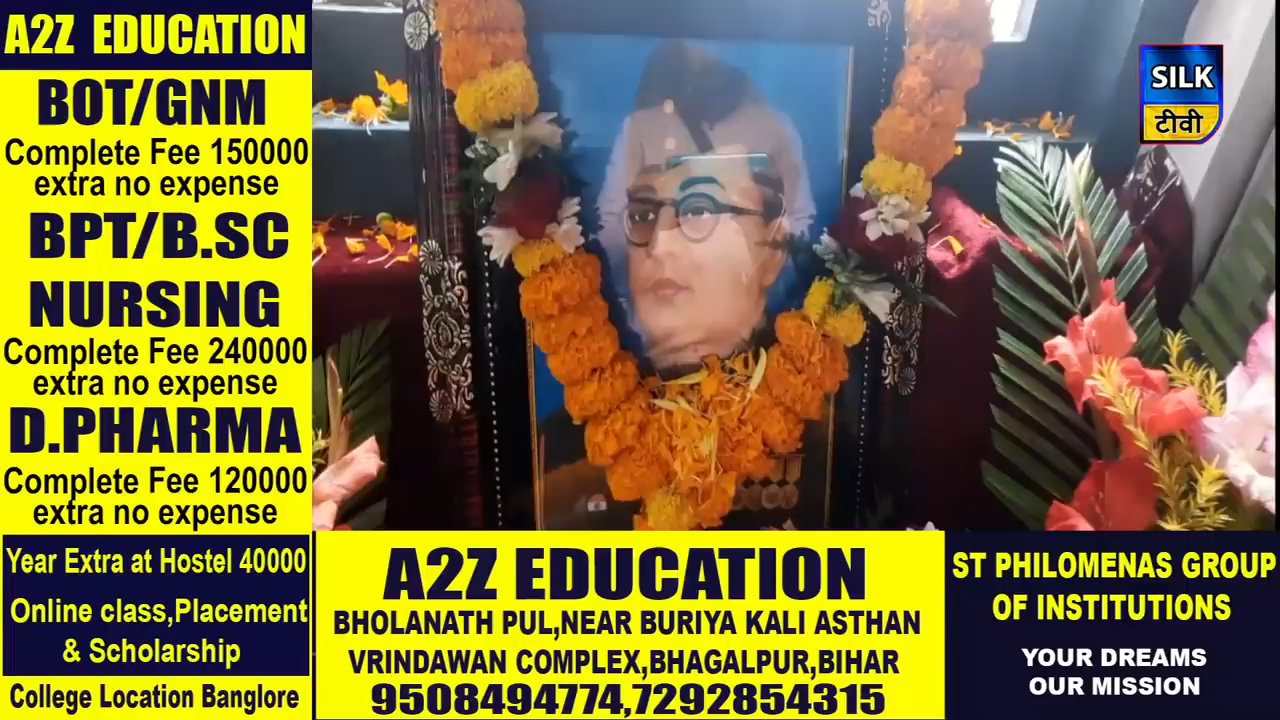 A2Z EDUCATION
BOT/GNM
Complete Fee 150000
extra no expense
BPT/B.SC
NURSING
Complete Fee 240000
extra no expense
D.PHARMA
Complete Fee 120000
extra no expense
Year Extra at Hostel 40000
Online class,Placement
& Scholarship
College Location Banglore
SILK
टीवी
A2Z EDUCATION
BHOLANATH PUL,NEAR BURIYA KALI ASTHAN
VRINDAWAN COMPLEX,BHAGALPUR,BIHAR
9508494774,7292854315
ST PHILOMENAS GROUP
OF INSTITUTIONS
YOUR DREAMS
OUR MISSION